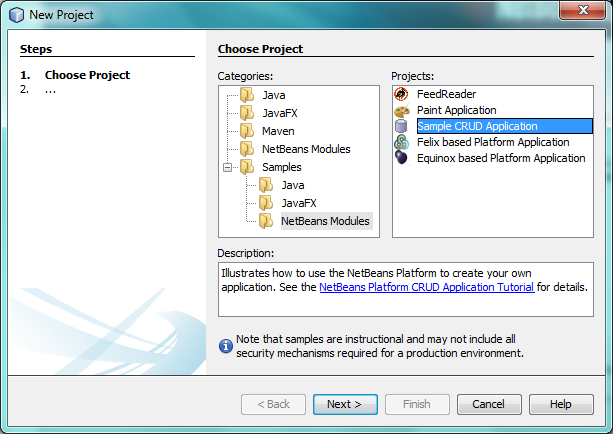 New Project
Steps
1. Choose Project
2. ...
Choose Project
Categories:
Java
JavaFX
Maven
NetBeans Modules
Samples
Java
JavaFX
NetBeans Modules
Projects:
FeedReader
Paint Application
Sample CRUD Application
Felix based Platform Application
Equinox based Platform Application
Description:
Illustrates how to use the NetBeans Platform to create your own
application. See the NetBeans Platform CRUD Application Tutorial for details.
Note that samples are instructional and may not include all
security mechanisms required for a production environment.
< Back
Next >
Finish
Cancel
Help